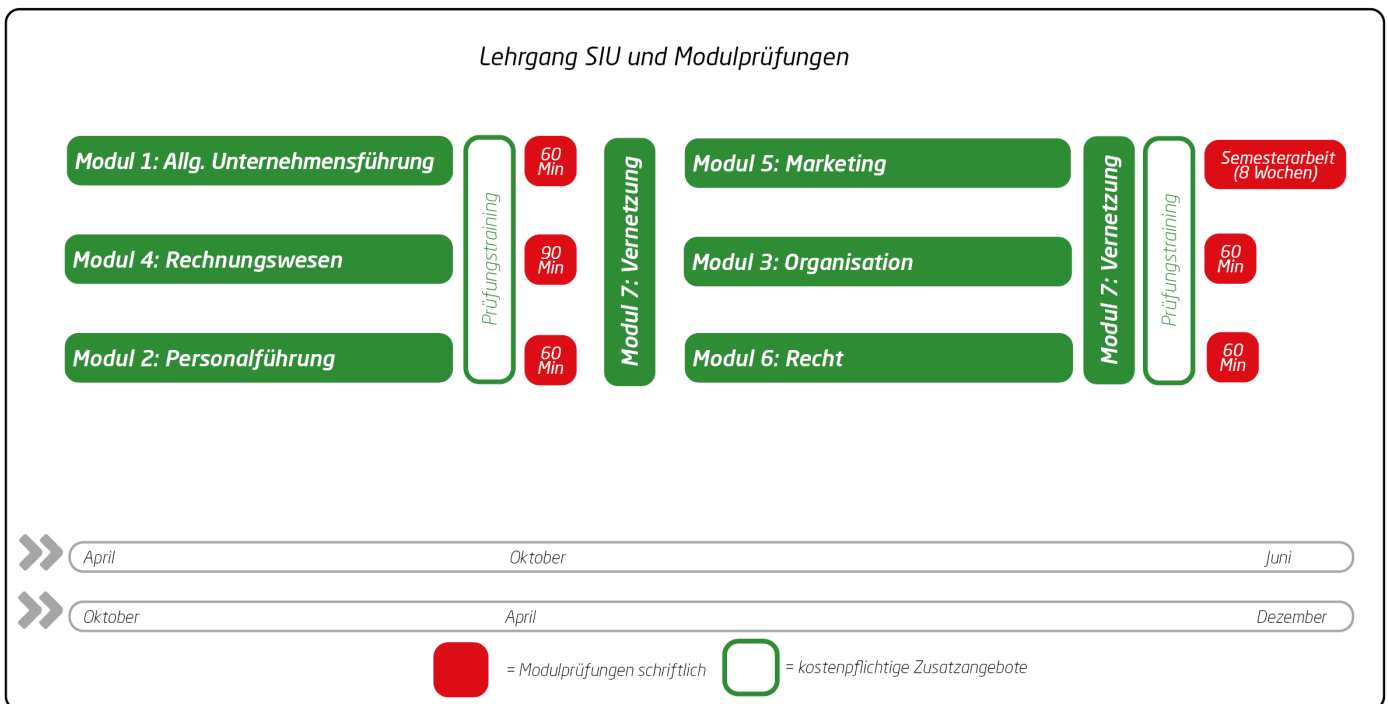 Lehrgang SIU und Modulprüfungen
Modul 1: Allg. Unternehmensführung
Modul 4: Rechnungswesen
Modul 2: Personalführung
Prüfungstraining
60
Min
90
Min
60
Min
Modul 7: Vernetzung
Modul 5: Marketing
Modul 3: Organisation
Modul 6: Recht
Modul 7: Vernetzung
Prüfungstraining
Semesterarbeit
(8 Wochen)
60
Min
60
Min
April Oktober Juni
Oktober April Dezember
= Modulprüfungen schriftlich = kostenpflichtige Zusatzangebote